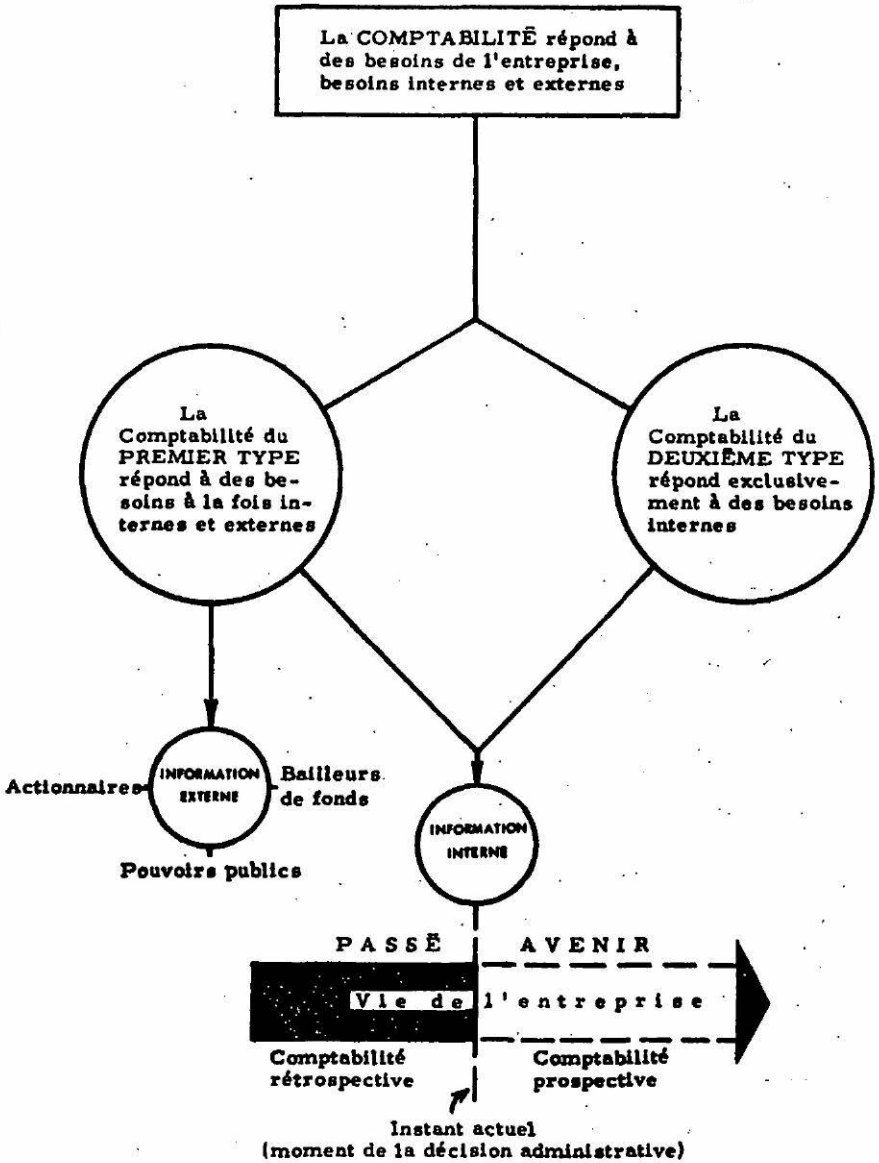 La COMPTABILITÉ répond à
des besoins de l'entreprise,
besoins internes et externes
La
Comptabilité du
PREMIER TYPE
répond à des be-
soins à la fois in-
ternes et externes
La
Comptabilité du
DEUXIÈME TYPE
répond exclusive-
ment à des besoins
internes
Actionnaires
INFORMATION
EXTERNE
Bailleurs
de fonds
Pouvoirs publics
INFORMATION
INTERNE
PASSÉ AVENIR
Vie de l'entreprise
Comptabilité
rétrospective
Comptabilité
prospective
Instant actuel
(moment de la décision administrative)